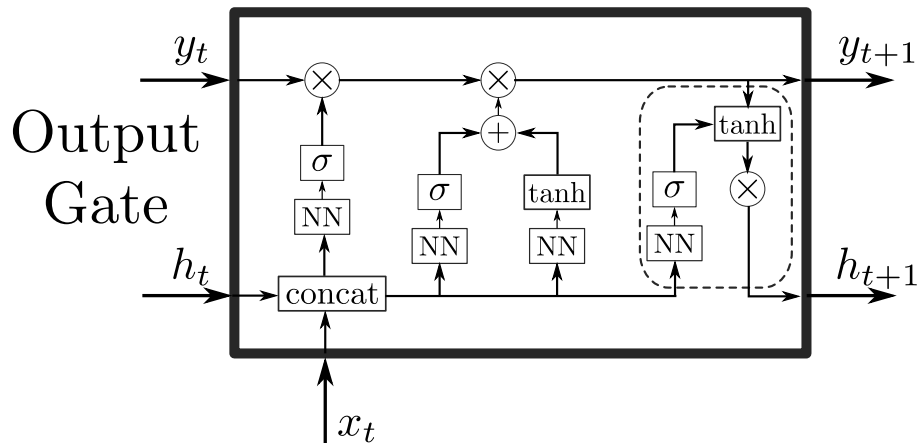 y_t
y_{t+1}
Output
Gate
×
×
+
tanh
σ
σ
tanh
σ
×
NN
NN
NN
NN
h_t
concat
h_{t+1}
x_t